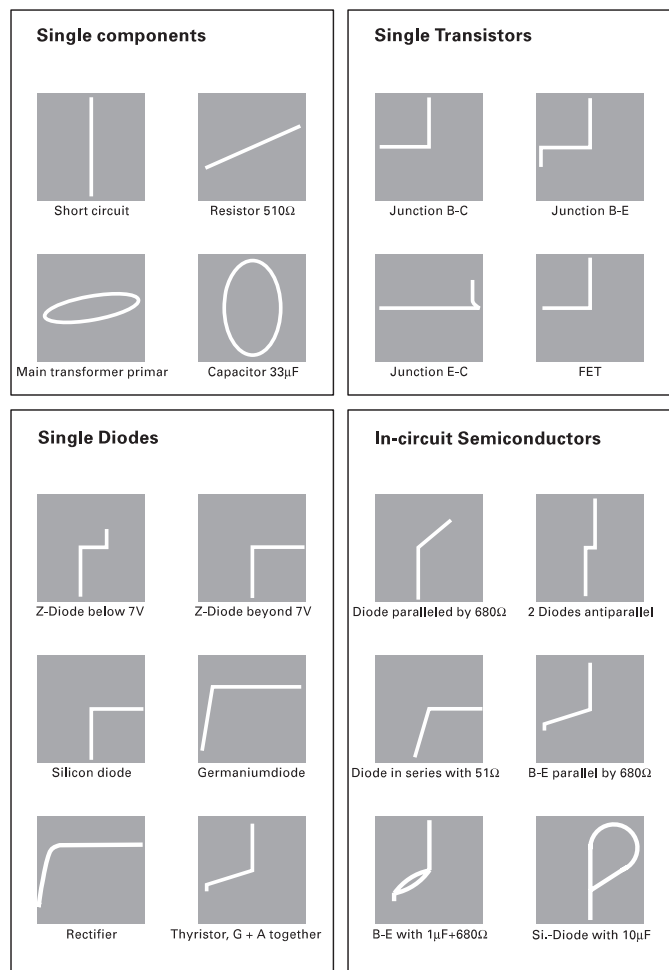 Single components
Short circuit
Resistor 510Ω
Main transformer primar
Capacitor 33µF
Single Transistors
Junction B-C
Junction B-E
Junction E-C
FET
Single Diodes
Z-Diode below 7V
Z-Diode beyond 7V
Silicon diode
Germaniumdiode
Rectifier
Thyristor, G + A together
In-circuit Semiconductors
Diode paralleled by 680Ω
2 Diodes antiparallel
Diode in series with 51Ω
B-E parallel by 680Ω
B-E with 1µF+680Ω
Si.-Diode with 10µF